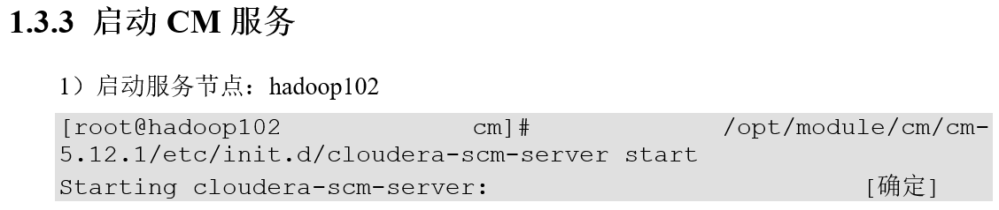 1.3.3 启动 CM 服务
1）启动服务节点：hadoop102
[root@hadoop102 cm]# /opt/module/cm/cm-
5.12.1/etc/init.d/cloudera-scm-server start
Starting cloudera-scm-server: [确定]